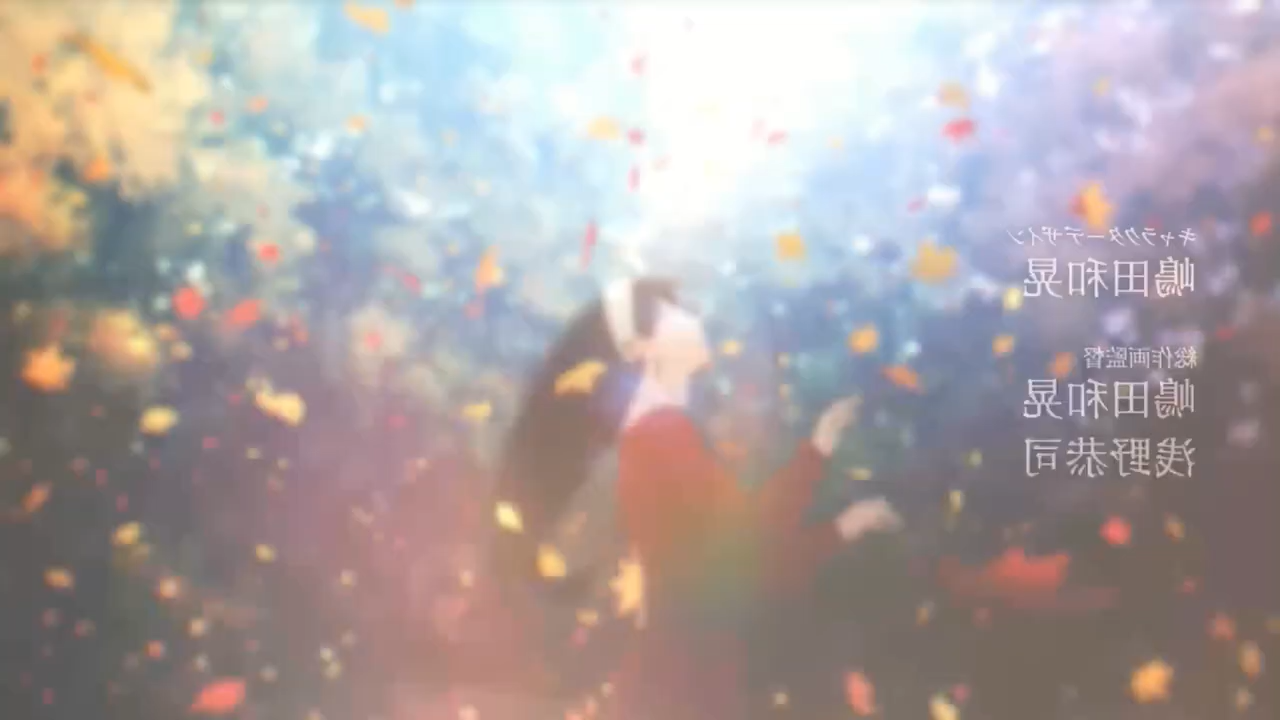 キャラクターデザイン
嶋田和晃
総作画監督
嶋田和晃
浅野恭司